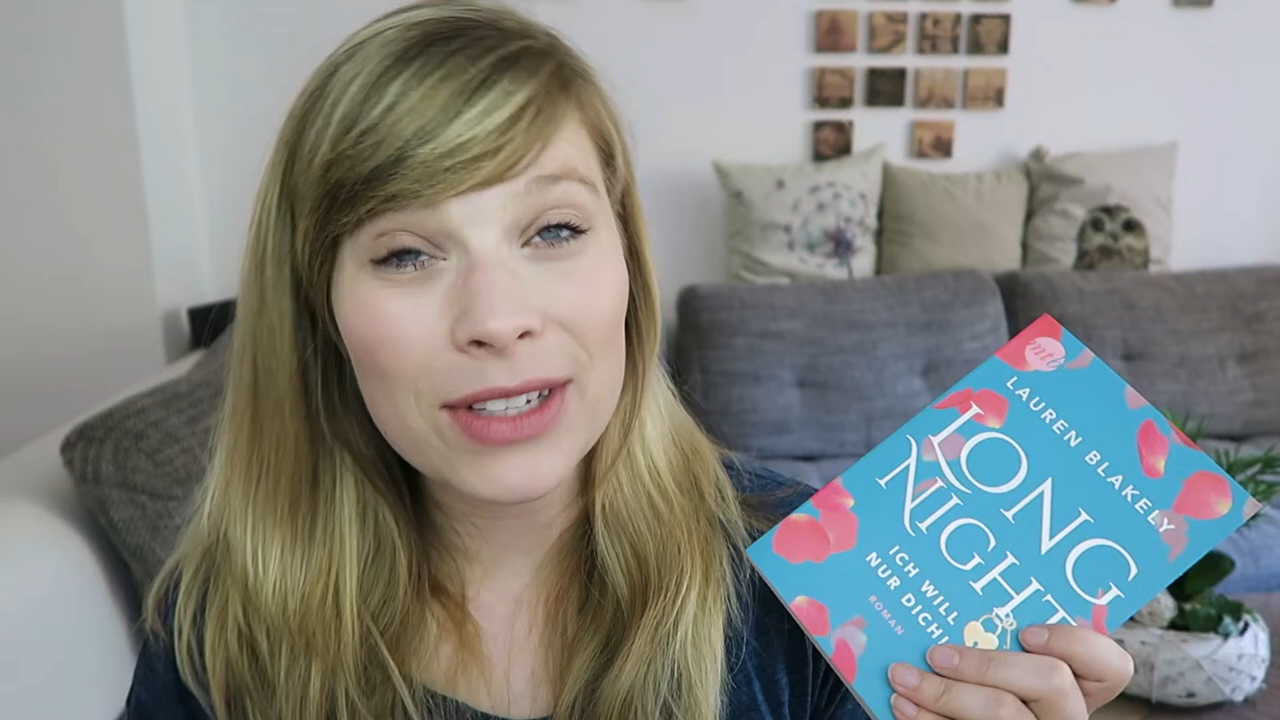 mtb
LAUREN BLAKELY
LONG
NIGHT
ICH WILL
NUR DICH!
ROMAN